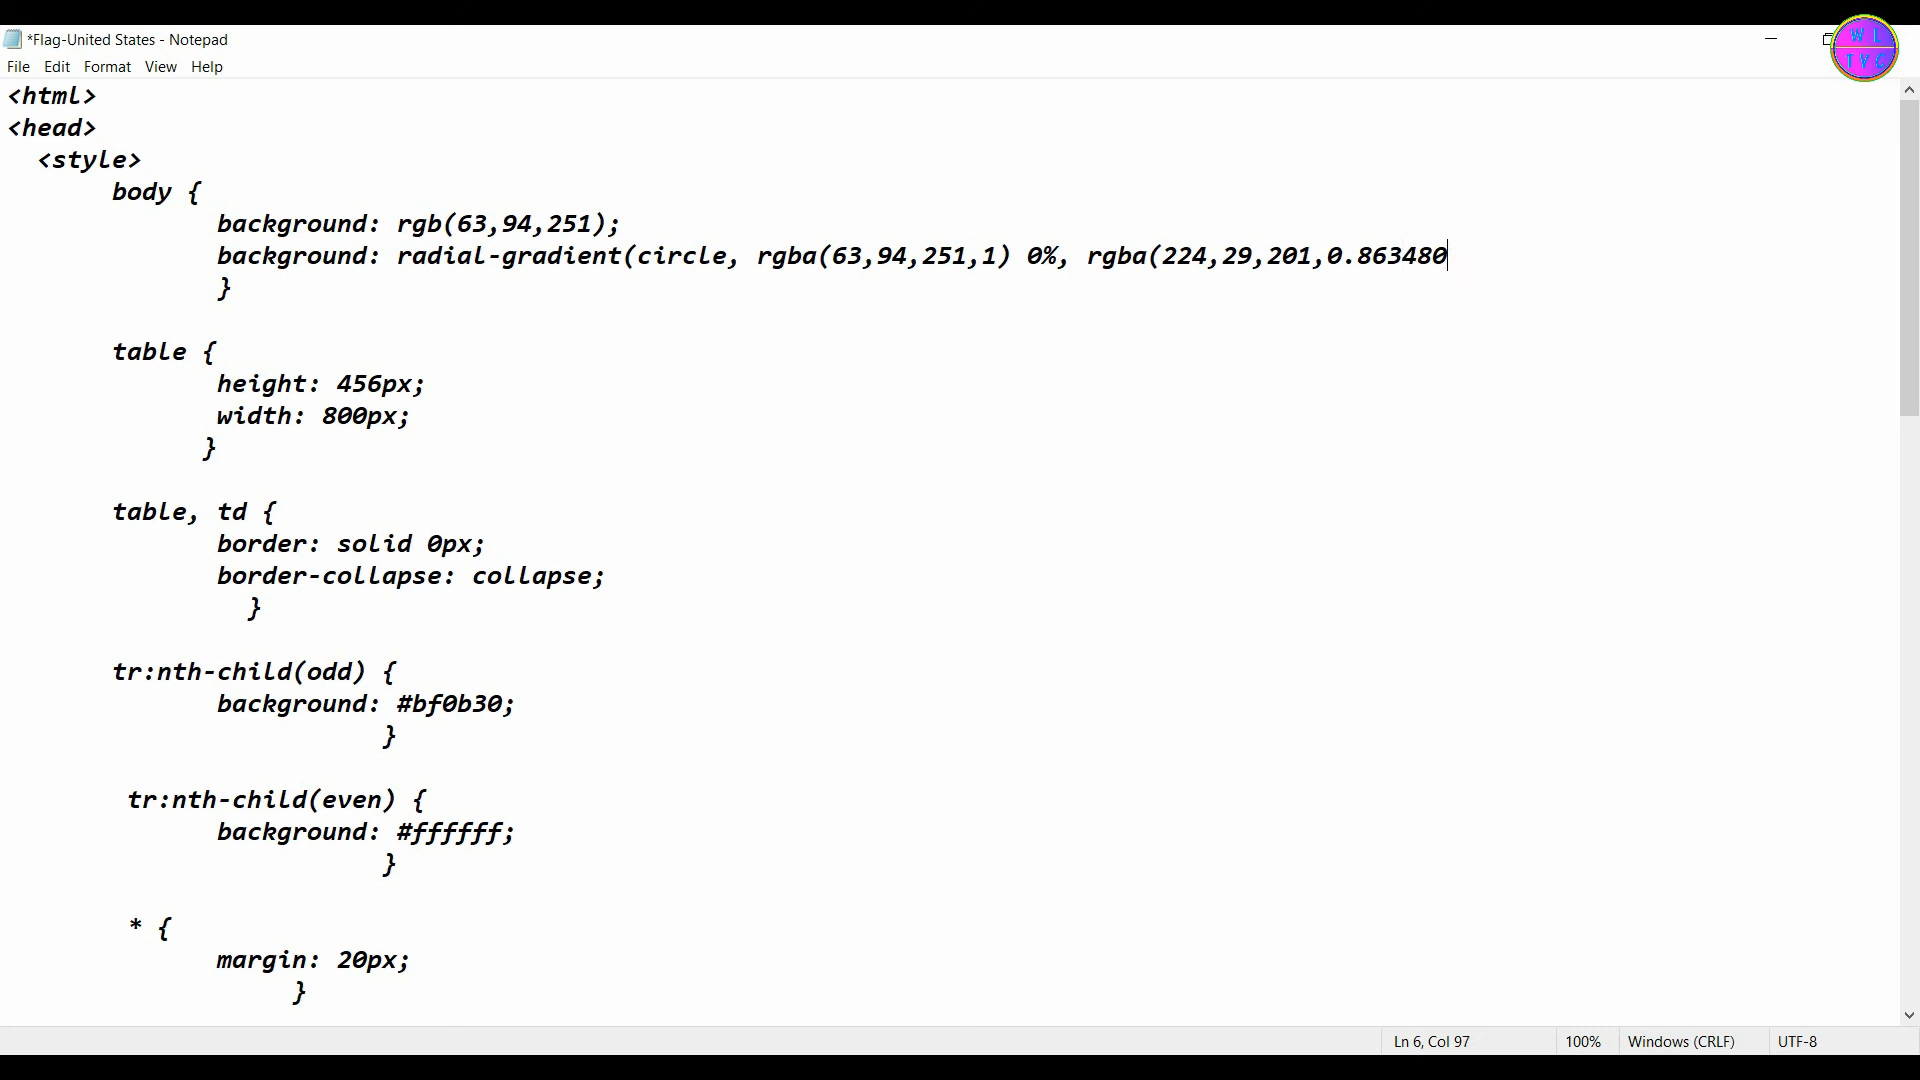 *Flag-United States - Notepad
W L
T V C
File Edit Format View Help
<html>
<head>
<style>
body {
background: rgb(63,94,251);
background: radial-gradient(circle, rgba(63,94,251,1) 0%, rgba(224,29,201,0.863480
}
table {
height: 456px;
width: 800px;
}
table, td {
border: solid 0px;
border-collapse: collapse;
}
tr:nth-child(odd) {
background: #bf0b30;
}
tr:nth-child(even) {
background: #ffffff;
}
* {
margin: 20px;
}
Ln 6, Col 97 100% Windows (CRLF) UTF-8